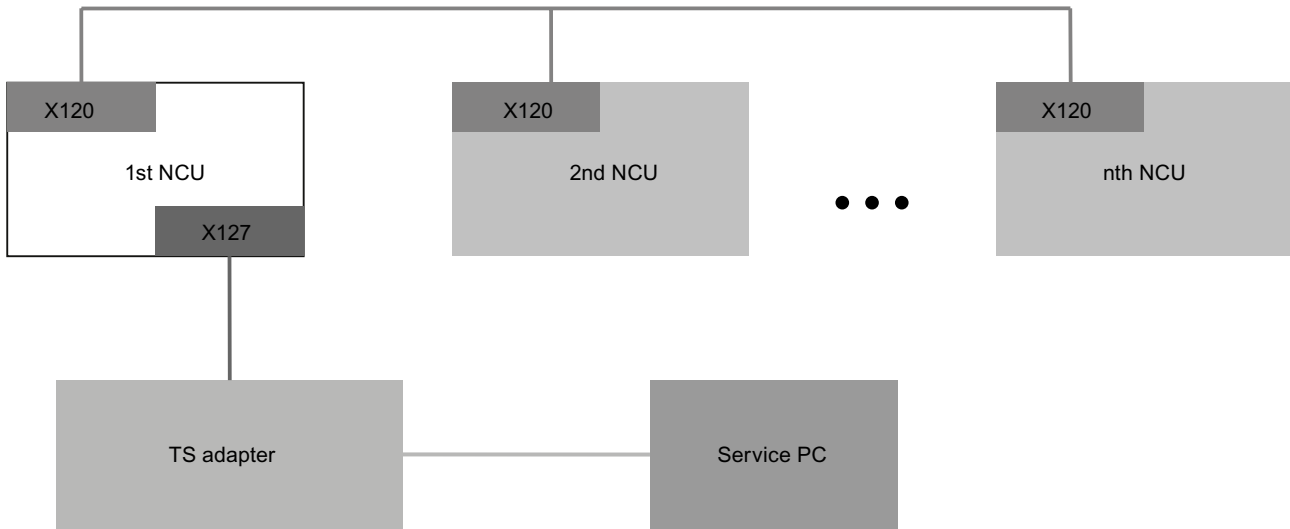 X120
X120
X120
1st NCU
2nd NCU
nth NCU
X127
TS adapter
Service PC